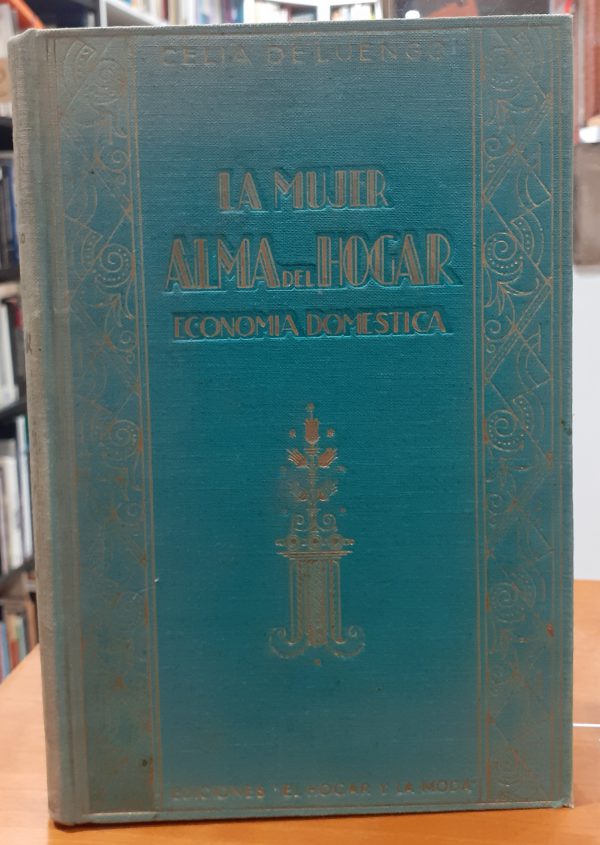 CELIA DE LUENGO
LA MUJER
ALMA DEL HOGAR
ECONOMIA DOMESTICA
EDICIONES "EL HOGAR Y LA MODA"